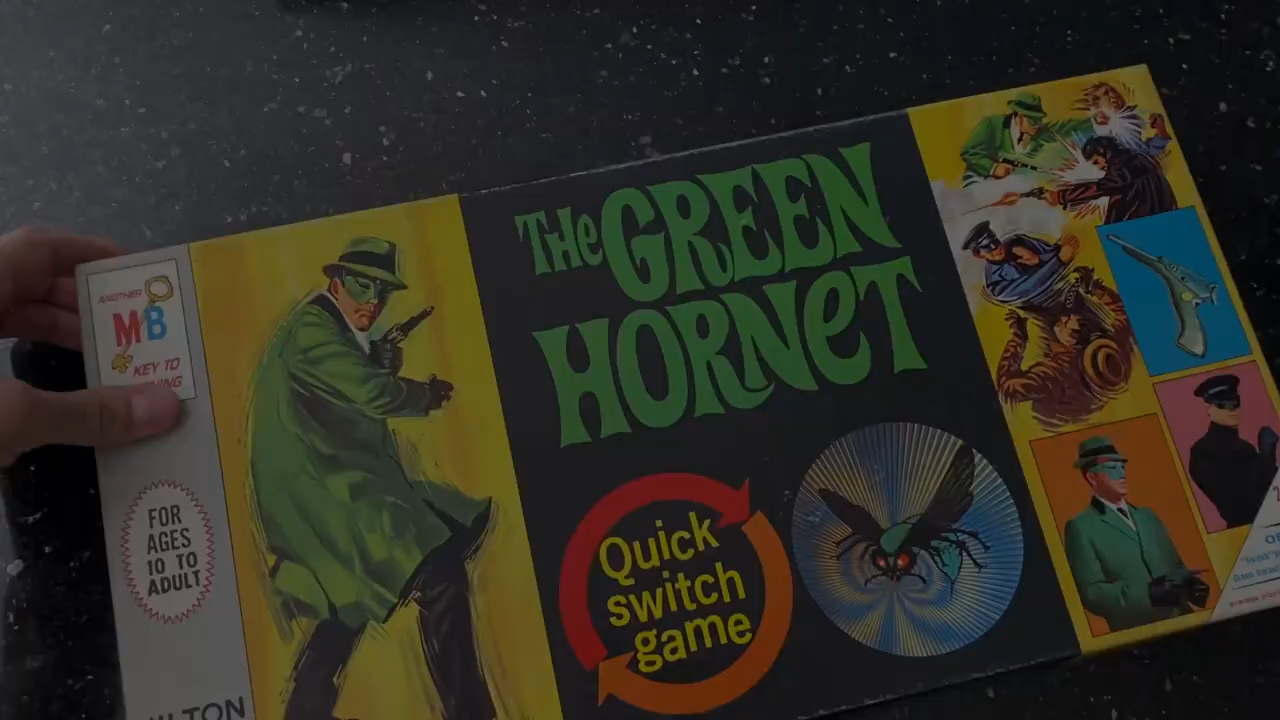 ANOTHER
MB
KEY TO
FOR
AGES
10 TO
ADULT
THe GREEN
HORNeT
Quick
switch
game